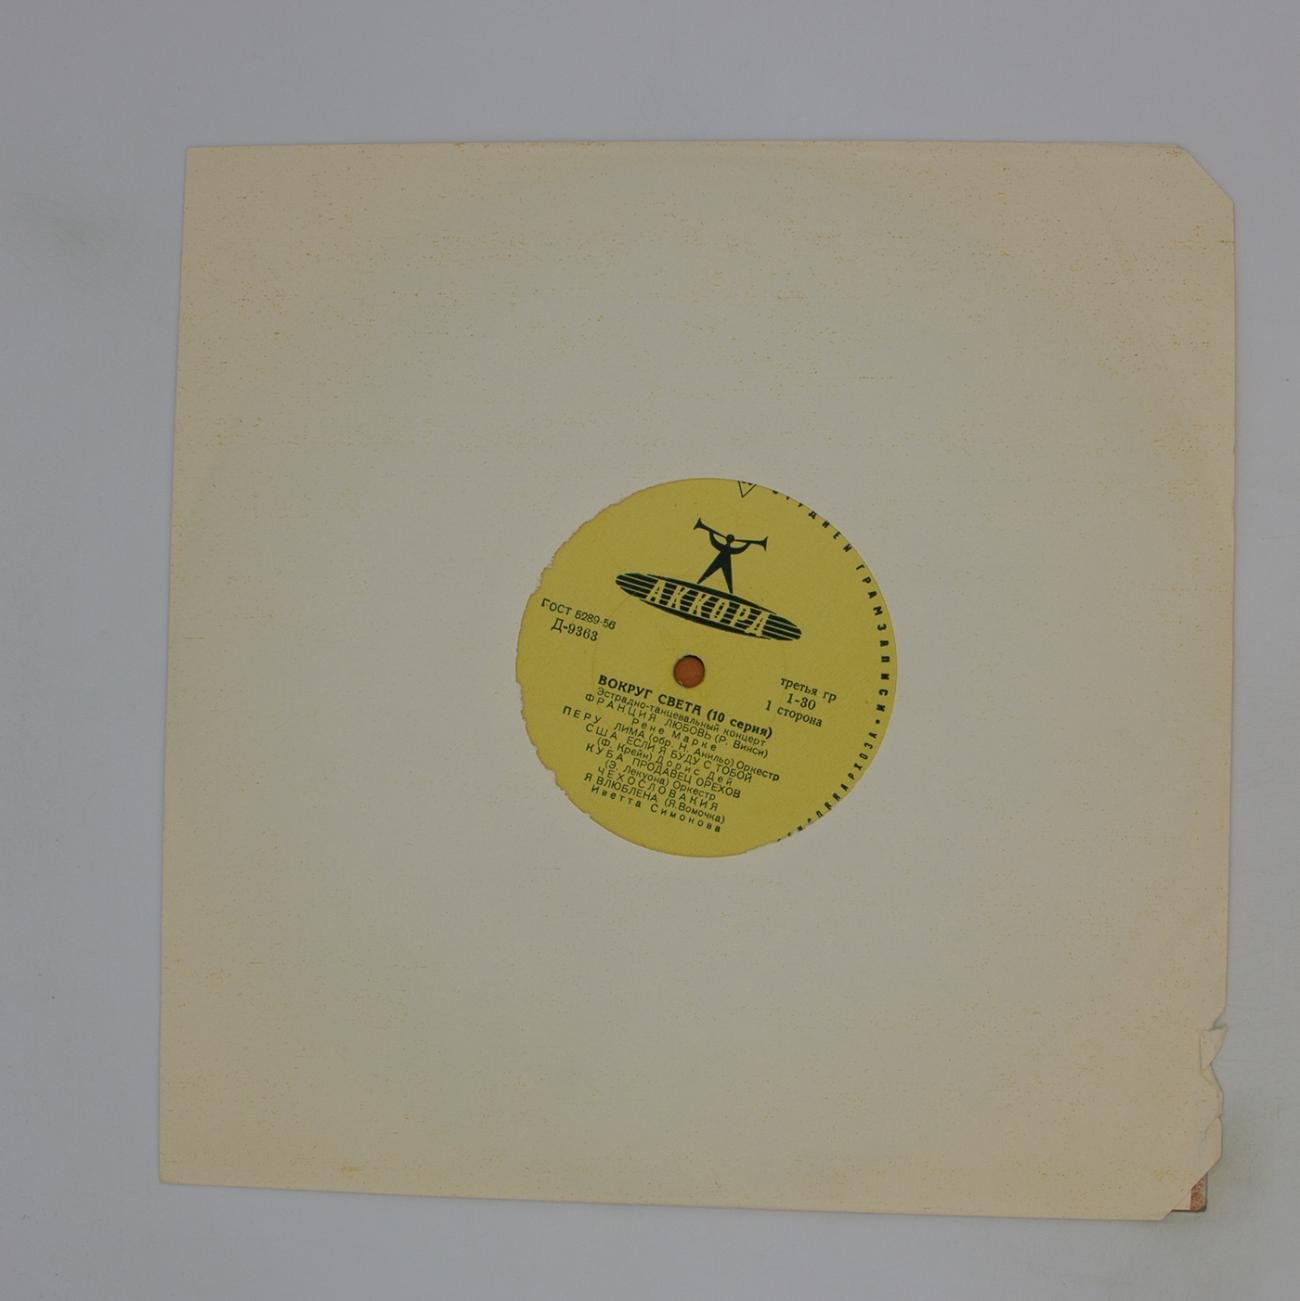 ГРАМЗАПИСИ •
АККОРД
ГОСТ 5289-56
Д-9363
третья гр
1-30
1 сторона
ВОКРУГ СВЕТА (10 серия)
Эстрадно-танцевальный концерт
ФРАНЦИЯ ЛЮБОВЬ (Р. Винси)
Рене Марке
ПЕРУ ЛИМА (обр. Н. Анильо) Оркестр
США ЕСЛИ Я БУДУ С ТОБОЙ
(Ф. Крейн) Дорис Дей
КУБА ПРОДАВЕЦ ОРЕХОВ
(Э. Лекуона) Оркестр
ЧЕХОСЛОВАКИЯ
Я ВЛЮБЛЕНА (Я. Вомочка)
Иветта Симонова